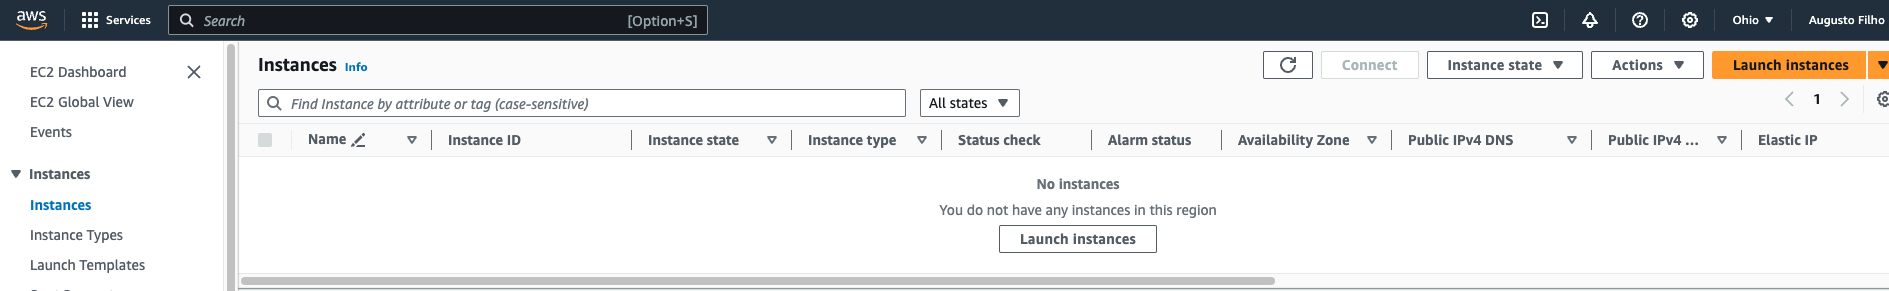 aws
Services
Search
[Option+S]
Ohio
Augusto Filho
EC2 Dashboard
EC2 Global View
Events
Instances
Instances
Instance Types
Launch Templates
Instances Info
Connect
Instance state
Actions
Launch instances
Find Instance by attribute or tag (case-sensitive)
All states
1
Name
Instance ID
Instance state
Instance type
Status check
Alarm status
Availability Zone
Public IPv4 DNS
Public IPv4 ...
Elastic IP
No instances
You do not have any instances in this region
Launch instances